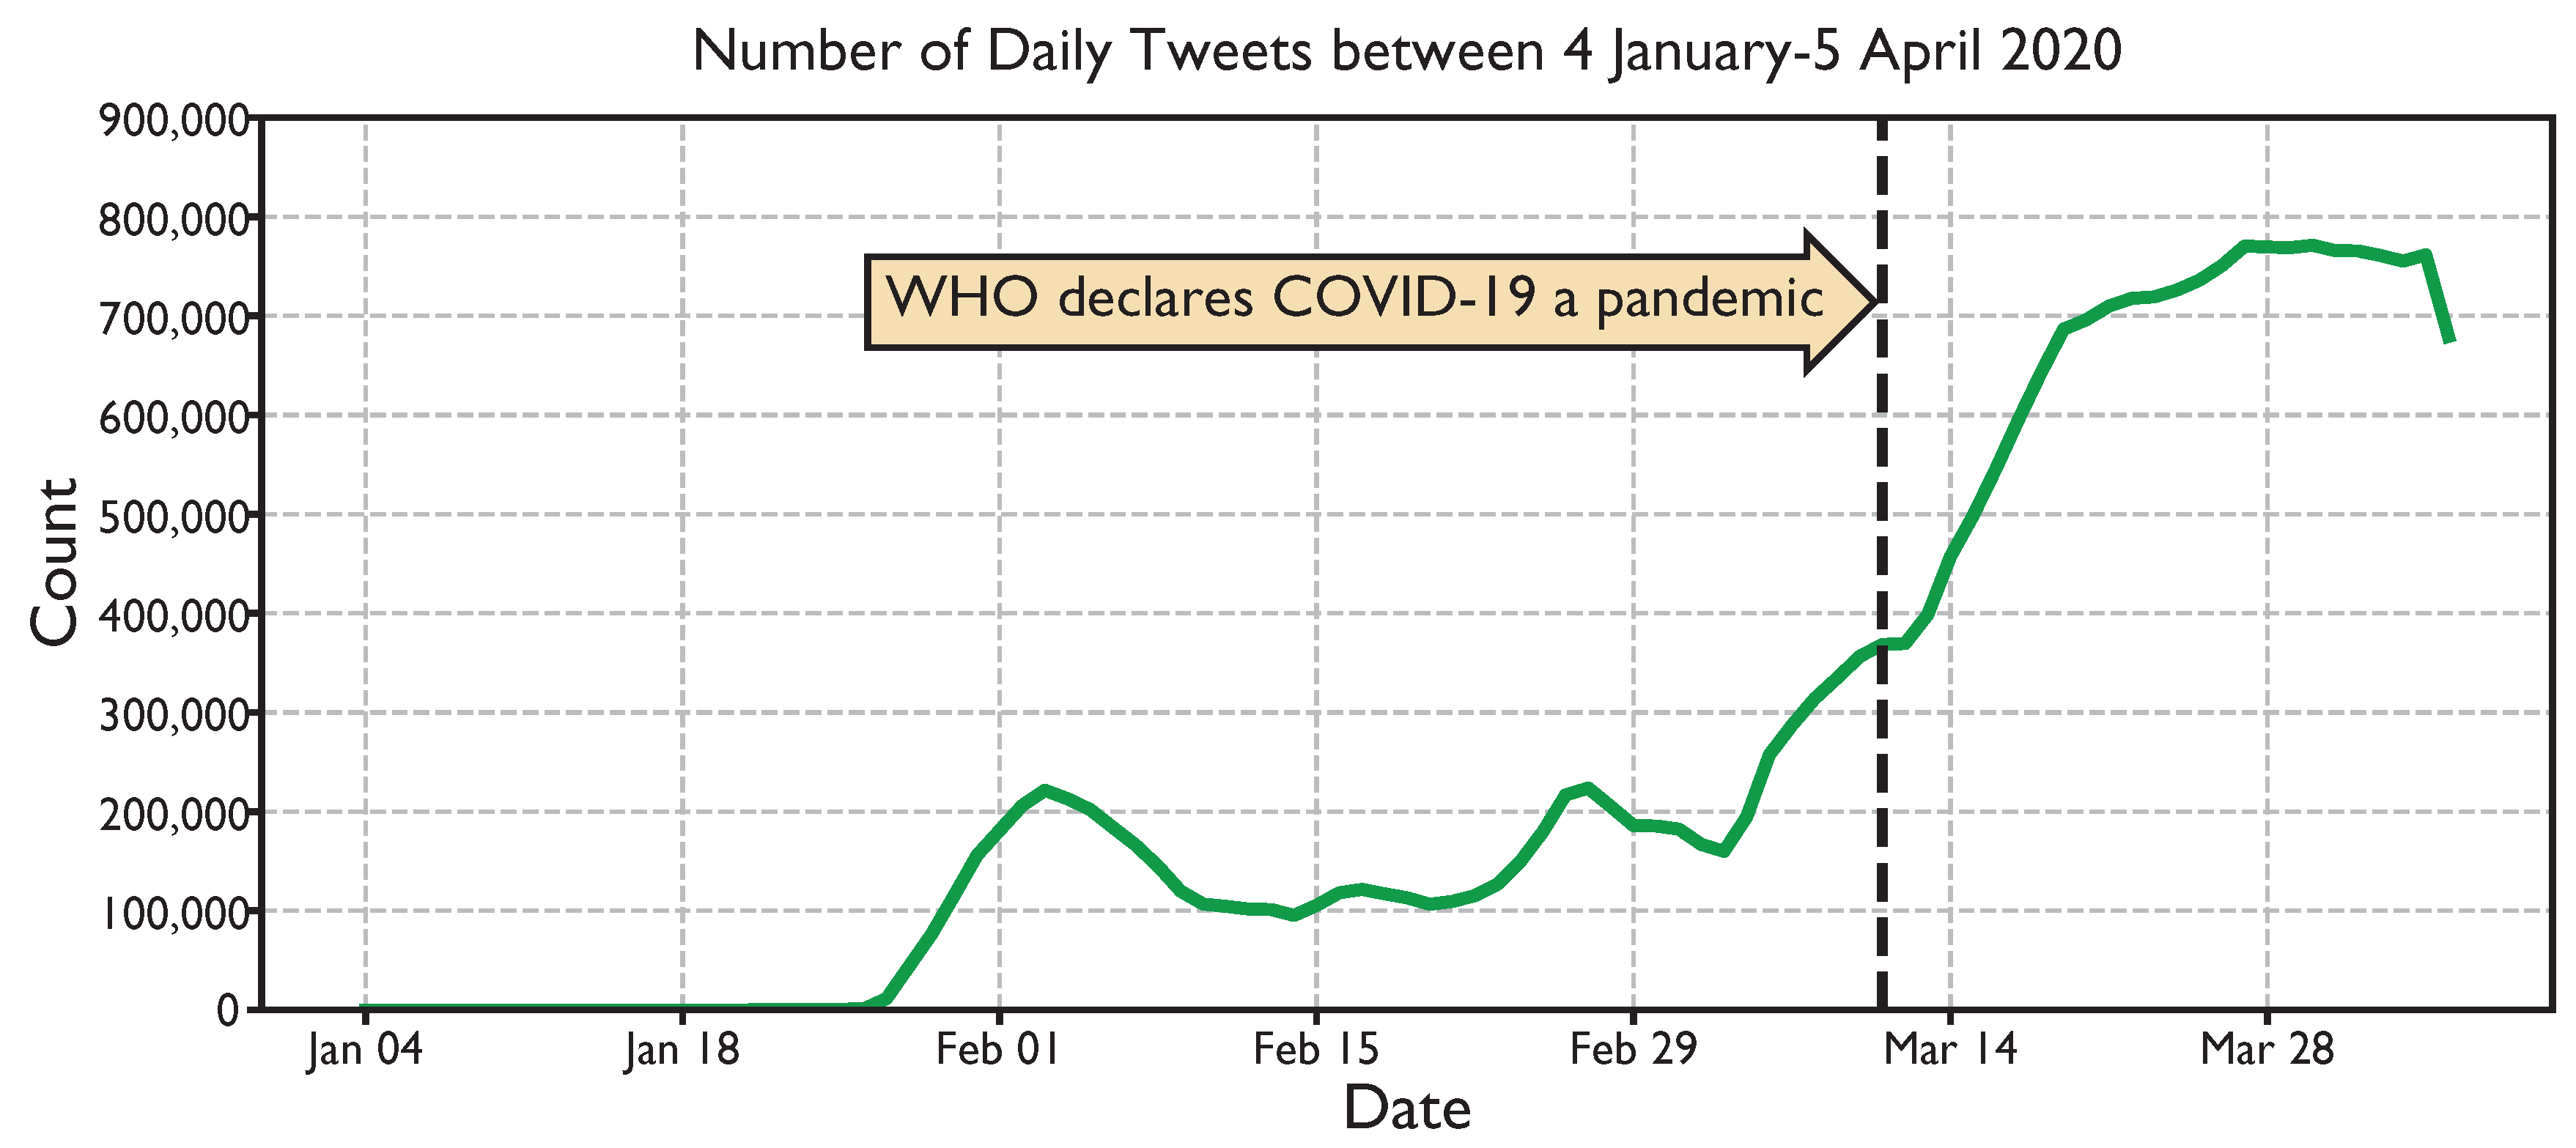 Number of Daily Tweets between 4 January-5 April 2020
900,000
800,000
700,000
600,000
500,000
400,000
300,000
200,000
100,000
0
Count
WHO declares COVID-19 a pandemic
Jan 04
Jan 18
Feb 01
Feb 15
Feb 29
Mar 14
Mar 28
Date